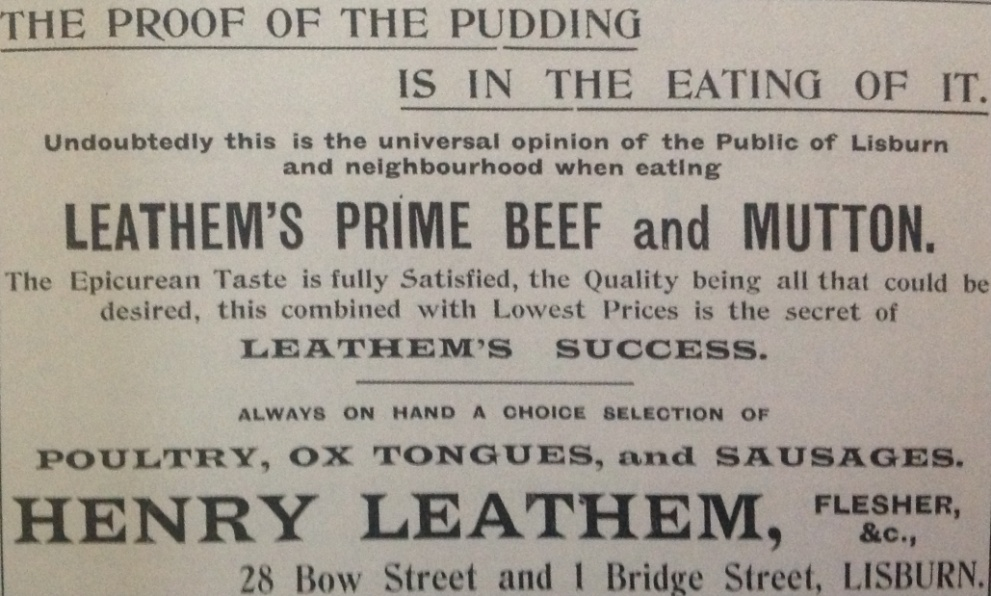 THE PROOF OF THE PUDDING
IS IN THE EATING OF IT.
Undoubtedly this is the universal opinion of the Public of Lisburn
and neighbourhood when eating
LEATHEM'S PRIME BEEF and MUTTON.
The Epicurean Taste is fully Satisfied, the Quality being all that could be
desired, this combined with Lowest Prices is the secret of
LEATHEM'S SUCCESS.
ALWAYS ON HAND A CHOICE SELECTION OF
POULTRY, OX TONGUES, and SAUSAGES.
HENRY LEATHEM, FLESHER,
&c.,
28 Bow Street and 1 Bridge Street, LISBURN.